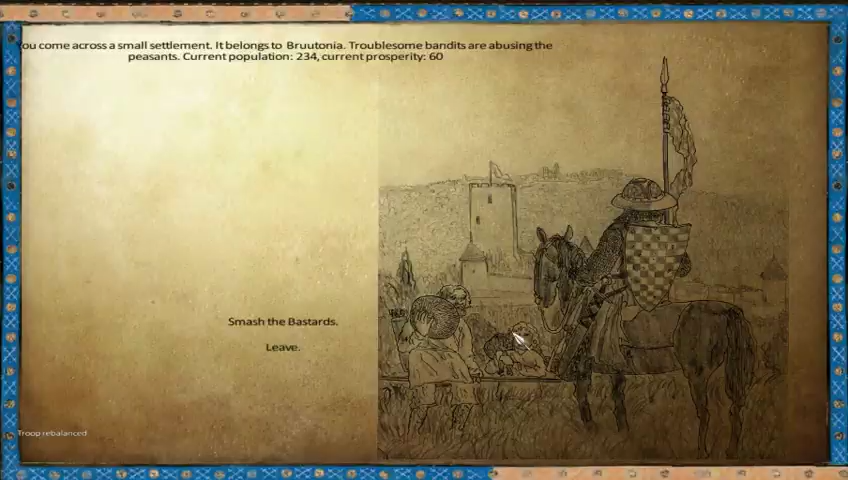 You come across a small settlement. It belongs to Bruutonia. Troublesome bandits are abusing the
peasants. Current population: 234, current prosperity: 60
Smash the Bastards.
Leave.
Troop rebalanced